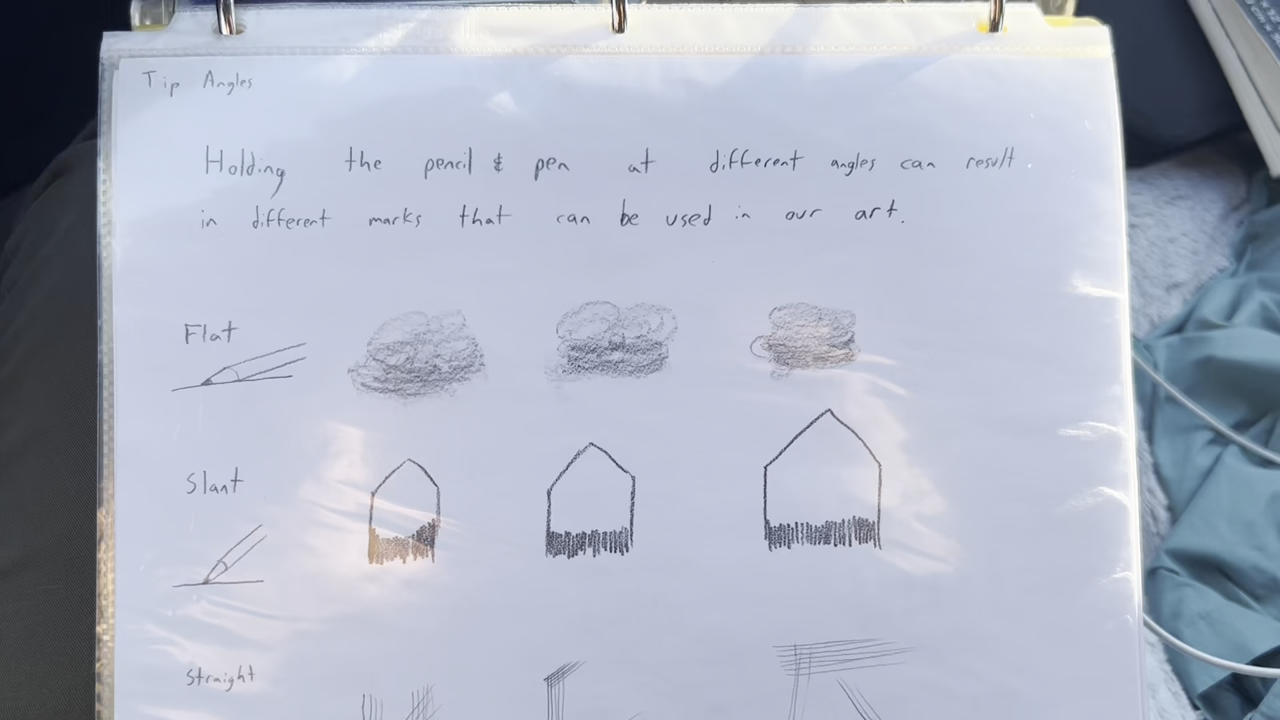 Tip Angles
Holding the pencil & pen at different angles can result
in different marks that can be used in our art.
Flat
Slant
Straight